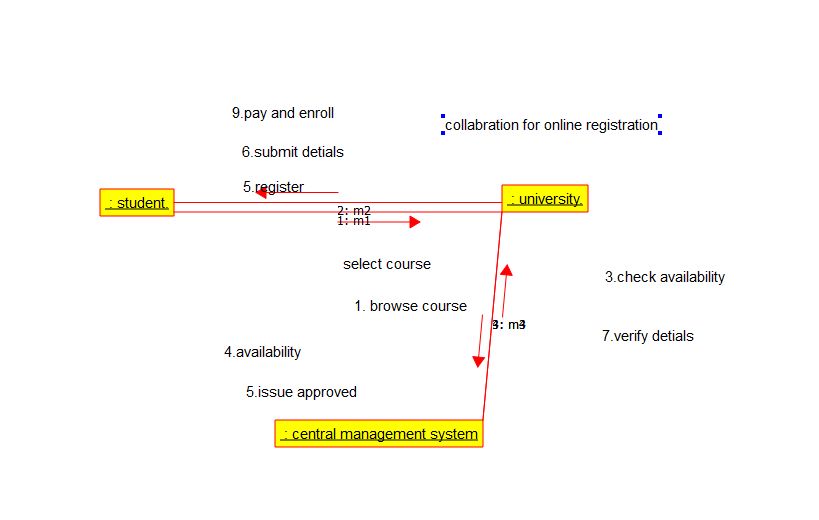 9.pay and enroll
collabration for online registration
6.submit detials
5.register
: student.
: university.
2: m2
1: m1
select course
3.check availability
1. browse course
7.verify detials
4.availability
5.issue approved
: central management system